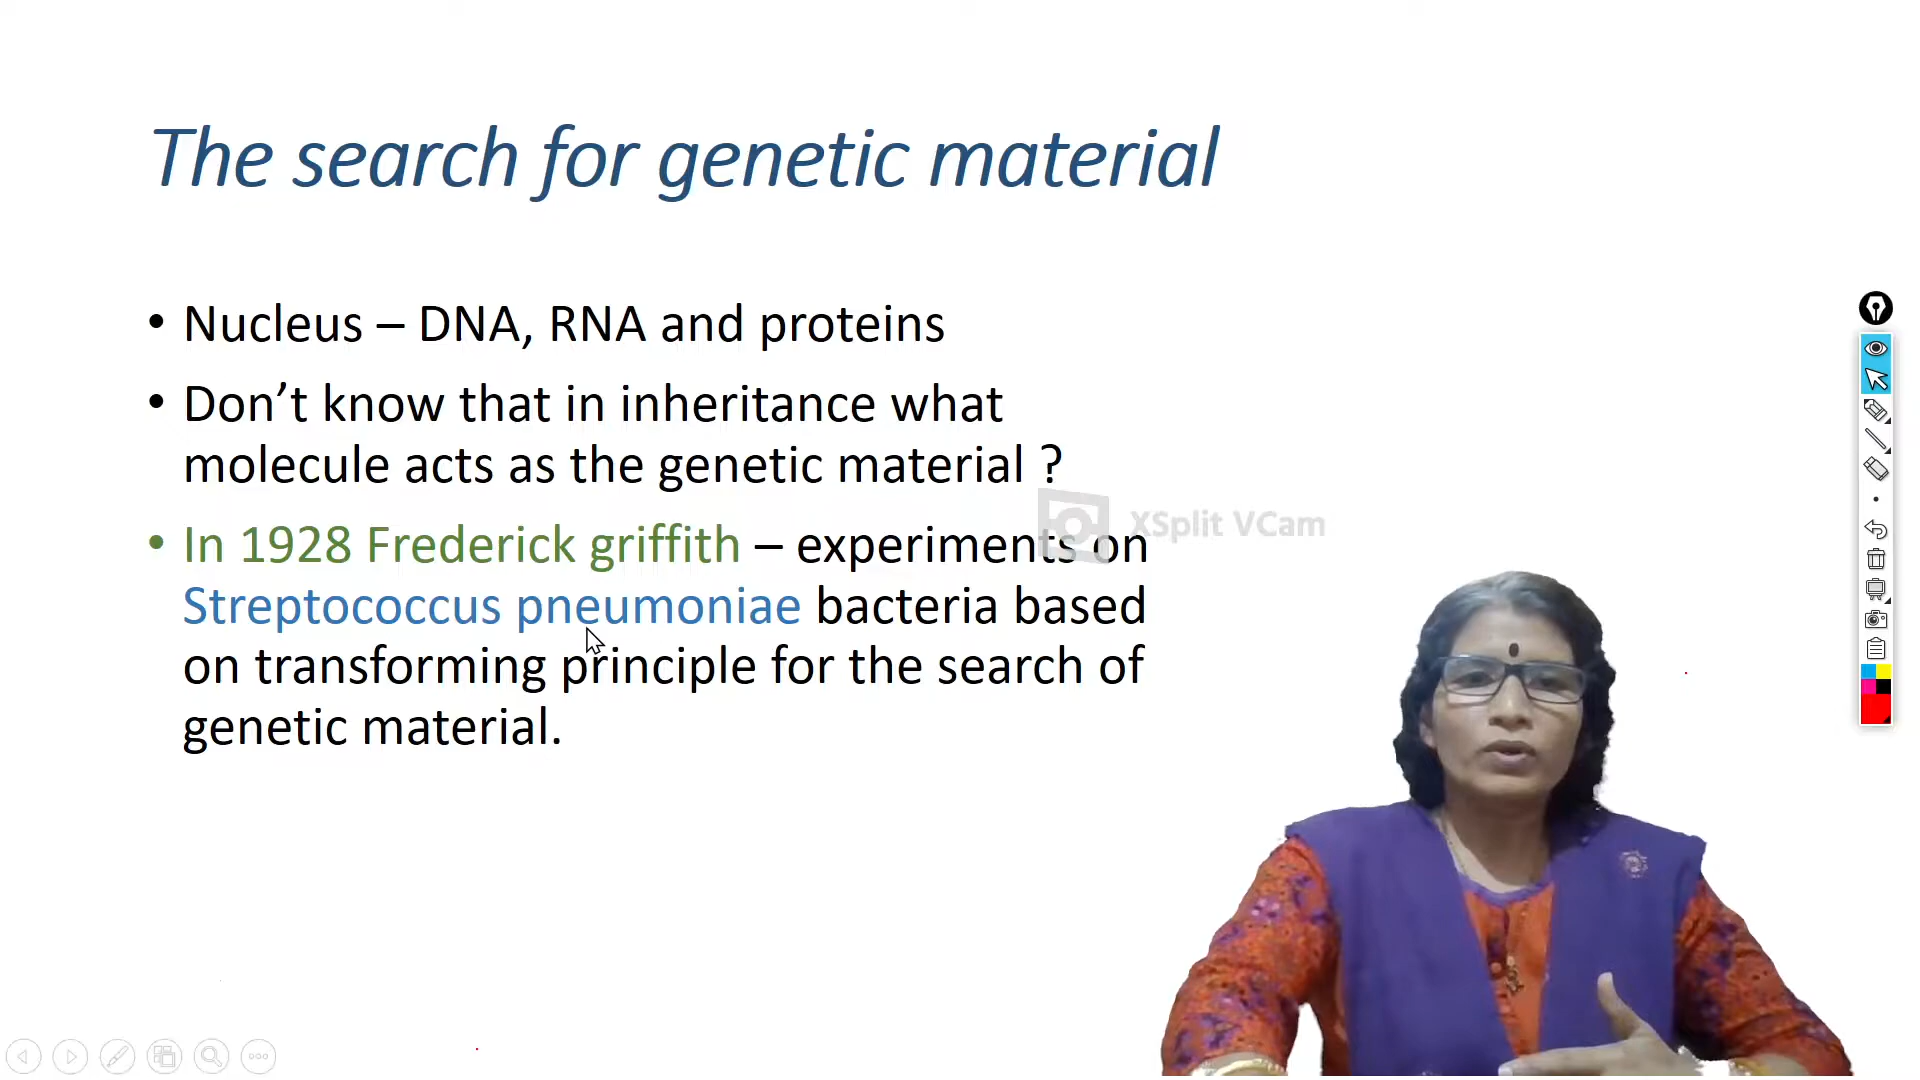 The search for genetic material
• Nucleus – DNA, RNA and proteins
• Don’t know that in inheritance what
molecule acts as the genetic material ?
• In 1928 Frederick griffith – experiments on
XSplit VCam
Streptococcus pneumoniae bacteria based
on transforming principle for the search of
genetic material.